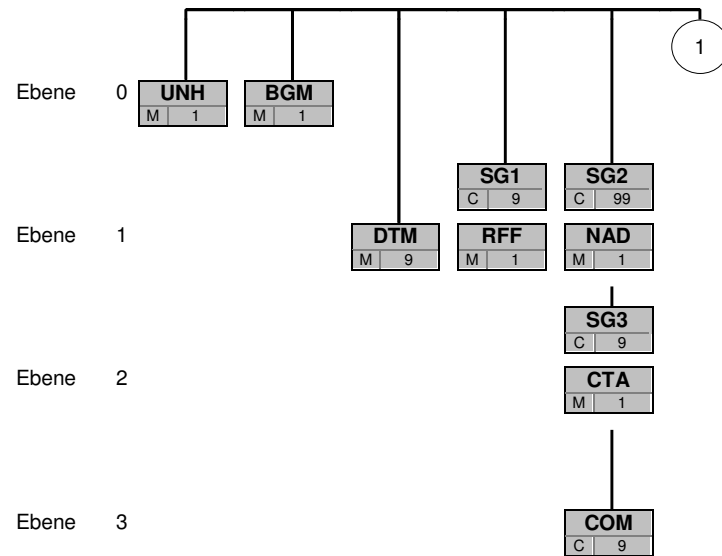 1
Ebene 0 UNH BGM
M 1 M 1
SG1 SG2
C 9 C 99
Ebene 1 DTM RFF NAD
M 9 M 1 M 1
SG3
C 9
Ebene 2 CTA
M 1
Ebene 3 COM
C 9